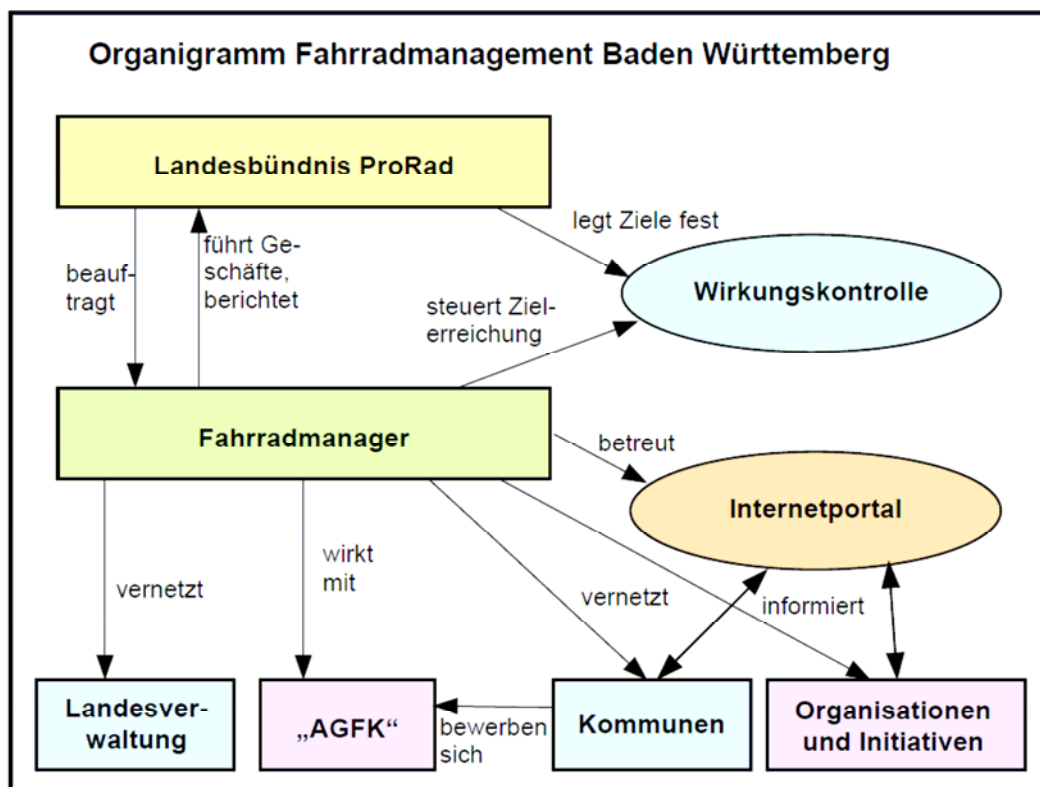 Organigramm Fahrradmanagement Baden Württemberg
Landesbündnis ProRad
legt Ziele fest
führt Ge-
schäfte,
berichtet
beauf-
tragt
Wirkungskontrolle
steuert Ziel-
erreichung
Fahrradmanager
betreut
Internetportal
wirkt
mit
vernetzt
vernetzt
informiert
Landesver-
waltung
„AGFK“
bewerben
sich
Kommunen
Organisationen
und Initiativen